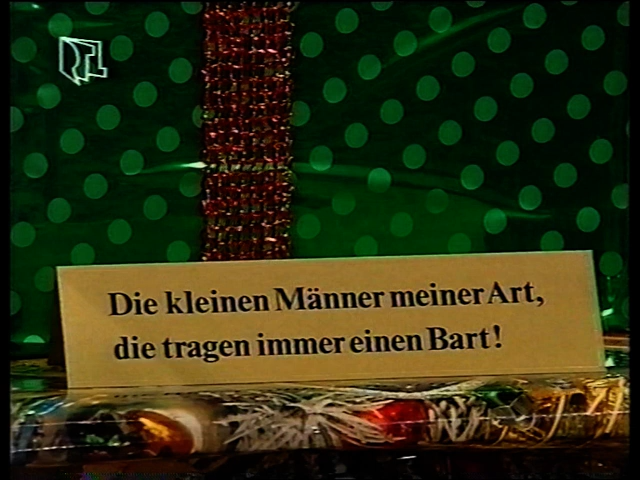 RTL
Die kleinen Männer meiner Art,
die tragen immer einen Bart!